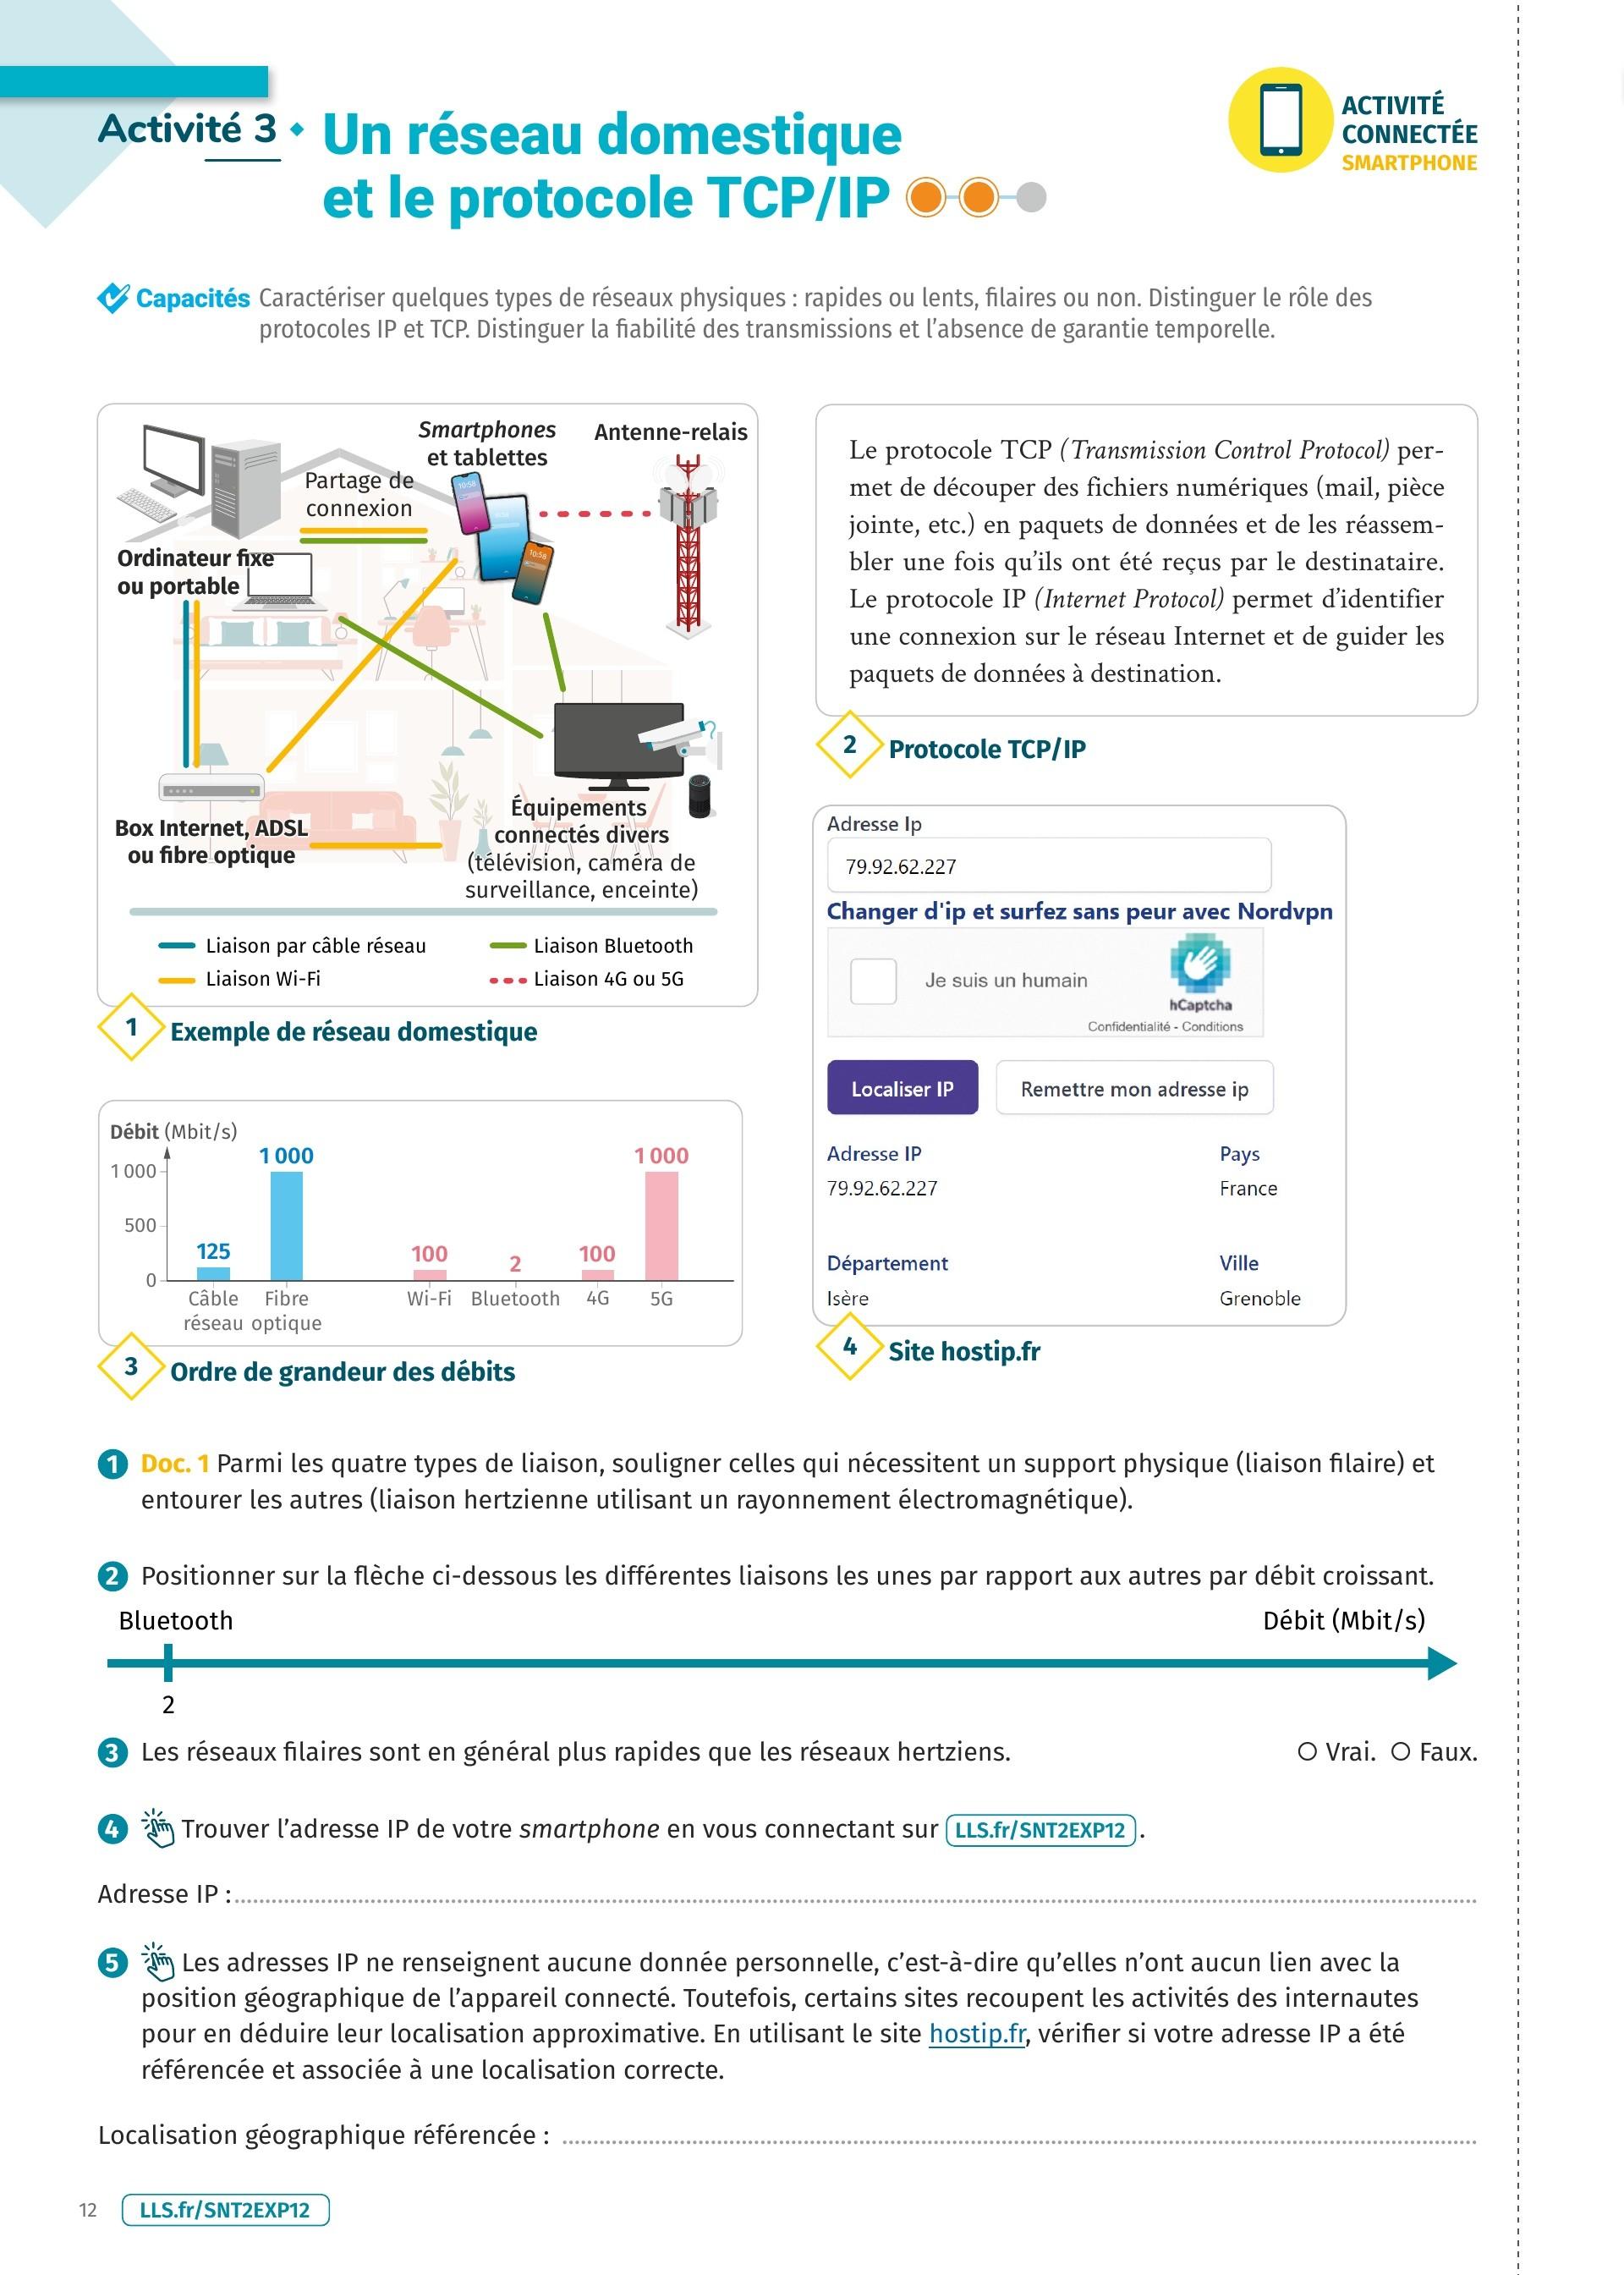 Activité 3
Un réseau domestique
et le protocole TCP/IP
ACTIVITÉ
CONNECTÉE
SMARTPHONE
Capacités Caractériser quelques types de réseaux physiques : rapides ou lents, filaires ou non. Distinguer le rôle des
protocoles IP et TCP. Distinguer la fiabilité des transmissions et l'absence de garantie temporelle.
Smartphones
et tablettes
Antenne-relais
Partage de
connexion
10:58
10:58
Ordinateur fixe
ou portable
Box Internet, ADSL
ou fibre optique
Équipements
connectés divers
(télévision, caméra de
surveillance, enceinte)
Liaison par câble réseau
Liaison Bluetooth
Liaison Wi-Fi
Liaison 4G ou 5G
1 Exemple de réseau domestique
Le protocole TCP (Transmission Control Protocol) per-
met de découper des fichiers numériques (mail, pièce
jointe, etc.) en paquets de données et de les réassem-
bler une fois qu'ils ont été reçus par le destinataire.
Le protocole IP (Internet Protocol) permet d'identifier
une connexion sur le réseau Internet et de guider les
paquets de données à destination.
2 Protocole TCP/IP
Débit (Mbit/s)
1 000
500
0
125
1 000
100
2
100
1 000
Câble
réseau
Fibre
optique
Wi-Fi
Bluetooth
4G
5G
3 Ordre de grandeur des débits
Adresse Ip
79.92.62.227
Changer d'ip et surfez sans peur avec Nordvpn
Je suis un humain
hCaptcha
Confidentialité - Conditions
Localiser IP
Remettre mon adresse ip
Adresse IP
Pays
79.92.62.227
France
Département
Ville
Isère
Grenoble
4 Site hostip.fr
1 Doc. 1 Parmi les quatre types de liaison, souligner celles qui nécessitent un support physique (liaison filaire) et
entourer les autres (liaison hertzienne utilisant un rayonnement électromagnétique).
2 Positionner sur la flèche ci-dessous les différentes liaisons les unes par rapport aux autres par débit croissant.
Bluetooth
Débit (Mbit/s)
2
3 Les réseaux filaires sont en général plus rapides que les réseaux hertziens.
Vrai. Faux.
4 Trouver l'adresse IP de votre smartphone en vous connectant sur LLS.fr/SNT2EXP12 .
Adresse IP :
5 Les adresses IP ne renseignent aucune donnée personnelle, c'est-à-dire qu'elles n'ont aucun lien avec la
position géographique de l'appareil connecté. Toutefois, certains sites recoupent les activités des internautes
pour en déduire leur localisation approximative. En utilisant le site hostip.fr, vérifier si votre adresse IP a été
référencée et associée à une localisation correcte.
Localisation géographique référencée :
12
LLS.fr/SNT2EXP12